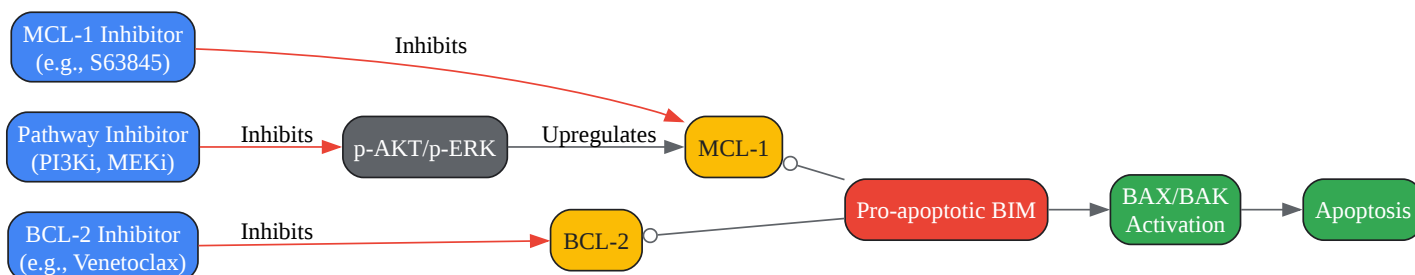 MCL-1 Inhibitor
(e.g., S63845)
Inhibits
Pathway Inhibitor
(PI3Ki, MEKi)
Inhibits
p-AKT/p-ERK
Upregulates
MCL-1
BCL-2 Inhibitor
(e.g., Venetoclax)
Inhibits
BCL-2
Pro-apoptotic BIM
BAX/BAK
Activation
Apoptosis